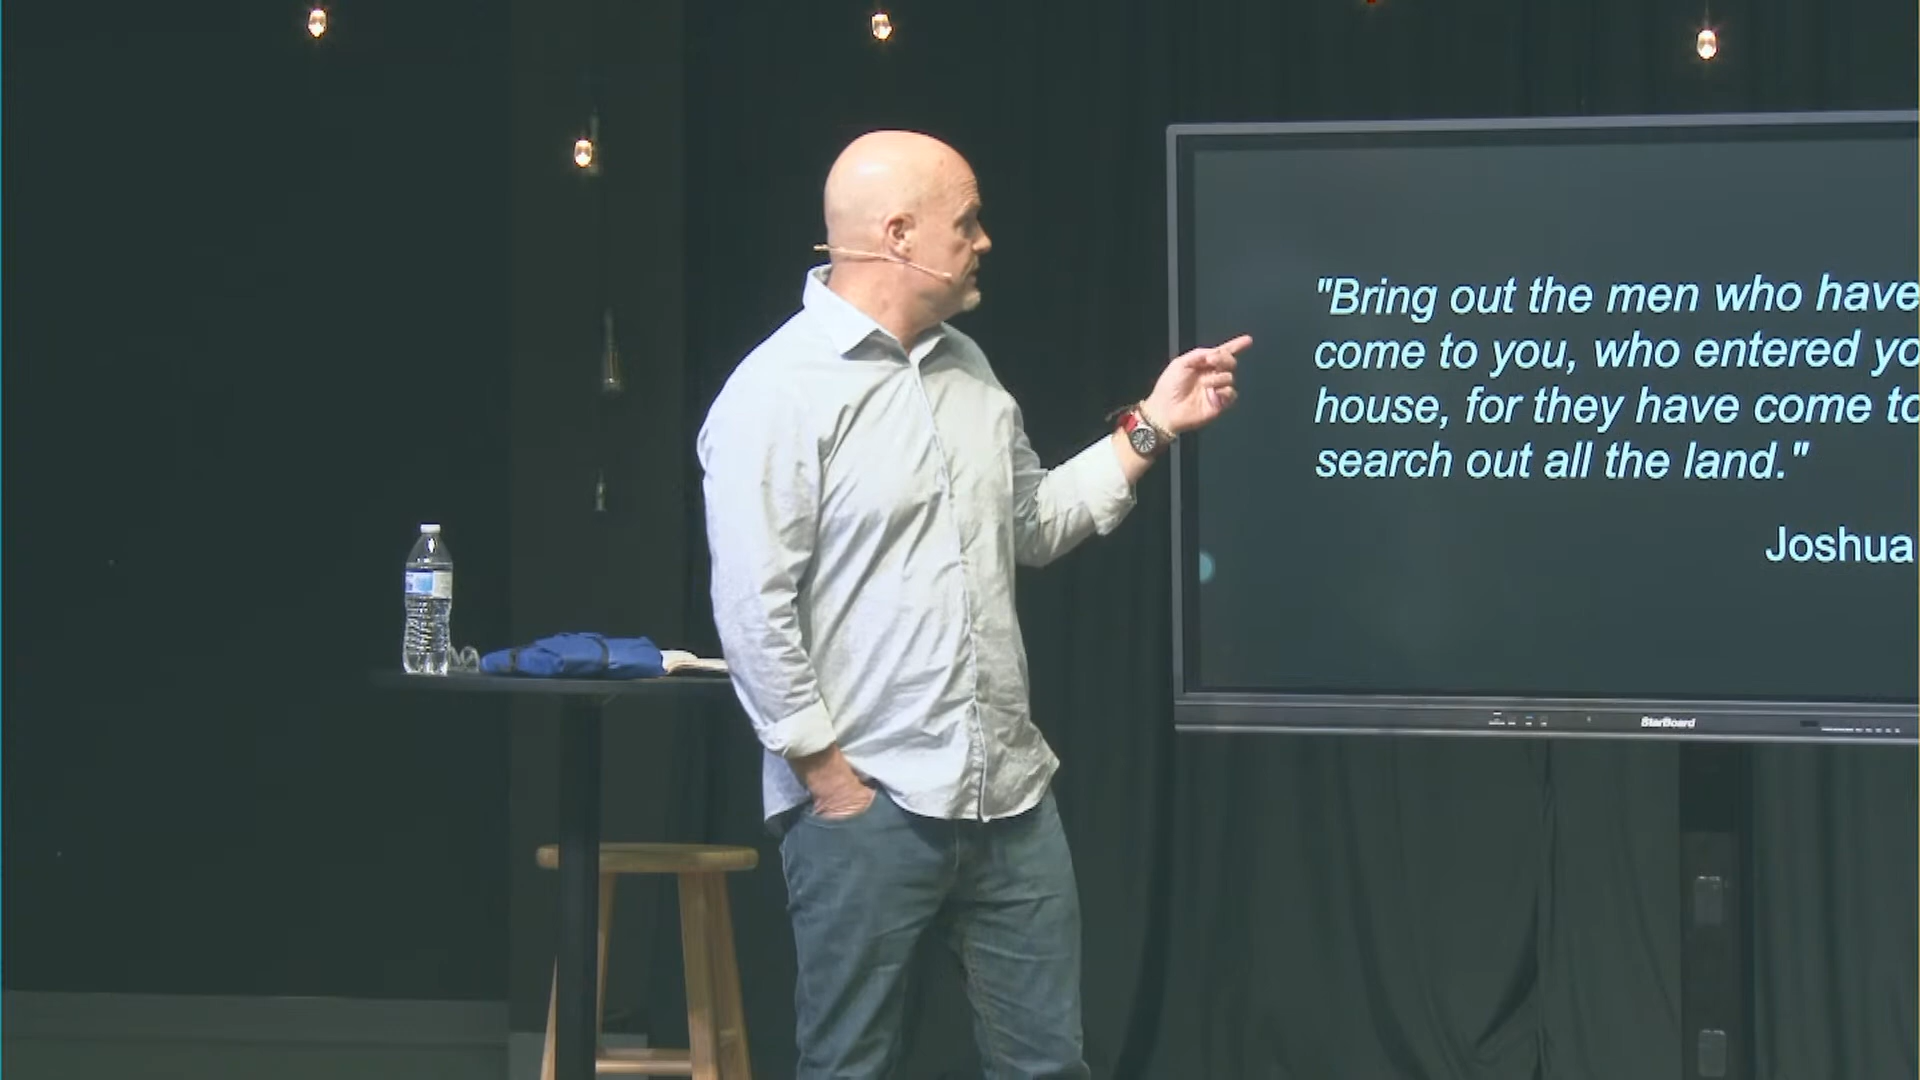 "Bring out the men who have
come to you, who entered yo
house, for they have come to
search out all the land."
Joshua
StarBoard